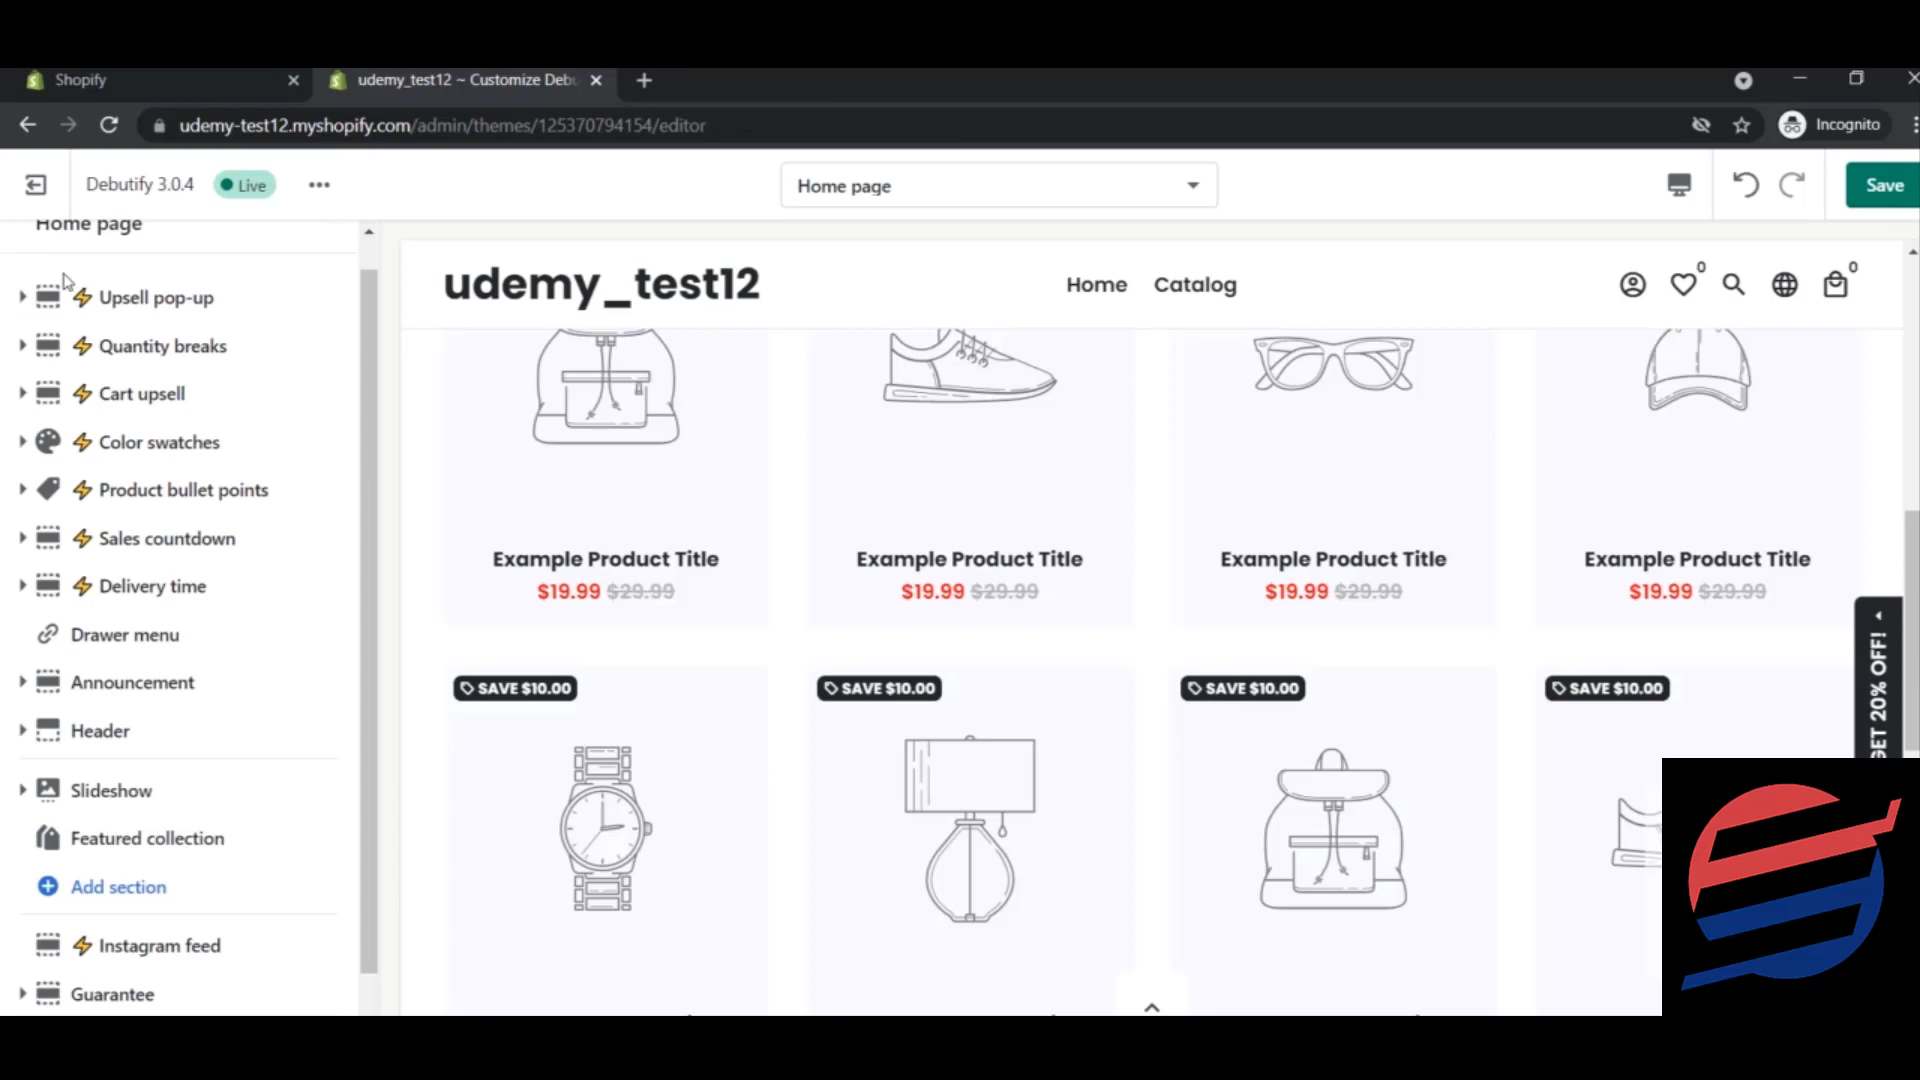 Shopify
udemy_test12 ~ Customize Deb
udemy-test12.myshopify.com/admin/themes/125370794154/editor
Incognito
Debutify 3.0.4
Live
Home page
Save
Home page
Upsell pop-up
Quantity breaks
Cart upsell
Color swatches
Product bullet points
Sales countdown
Delivery time
Drawer menu
Announcement
Header
Slideshow
Featured collection
Add section
Instagram feed
Guarantee
udemy_test12
Home
Catalog
0
0
Example Product Title
$19.99 $29.99
Example Product Title
$19.99 $29.99
Example Product Title
$19.99 $29.99
Example Product Title
$19.99 $29.99
SAVE $10.00
SAVE $10.00
SAVE $10.00
SAVE $10.00
GET 20% OFF!